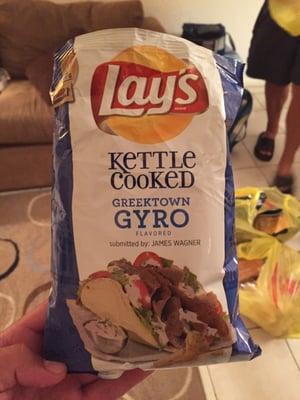 Lay's
KETTLE
COOKED
GREEKTOWN
GYRO
FLAVORED
submitted by: JAMES WAGNER